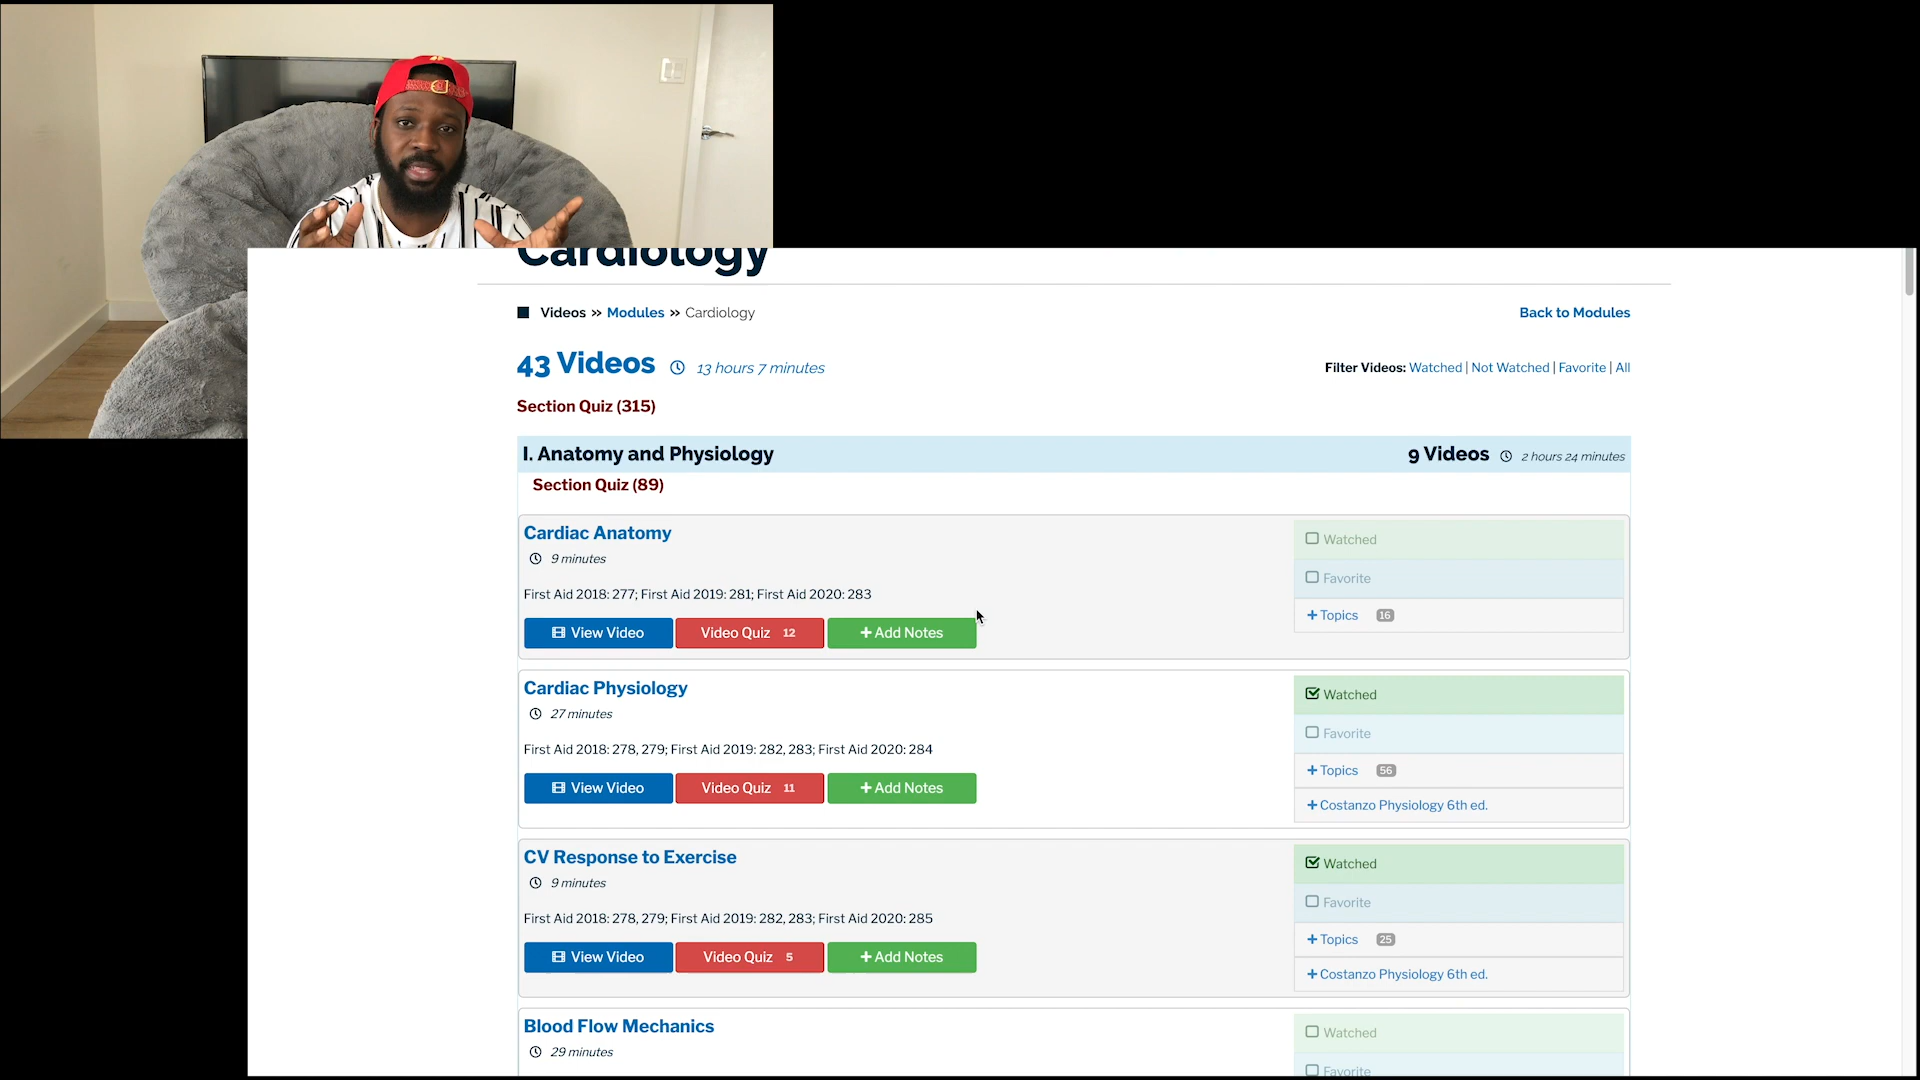 Cardiology
Videos » Modules » Cardiology
Back to Modules
43 Videos 13 hours 7 minutes
Filter Videos: Watched | Not Watched | Favorite | All
Section Quiz (315)
I. Anatomy and Physiology
9 Videos 2 hours 24 minutes
Section Quiz (89)
Cardiac Anatomy
9 minutes
First Aid 2018: 277; First Aid 2019: 281; First Aid 2020: 283
View Video Video Quiz 12 +Add Notes
Watched
Favorite
+Topics 16
Cardiac Physiology
27 minutes
First Aid 2018: 278, 279; First Aid 2019: 282, 283; First Aid 2020: 284
View Video Video Quiz 11 +Add Notes
Watched
Favorite
+Topics 56
+Costanzo Physiology 6th ed.
CV Response to Exercise
9 minutes
First Aid 2018: 278, 279; First Aid 2019: 282, 283; First Aid 2020: 285
View Video Video Quiz 5 +Add Notes
Watched
Favorite
+Topics 25
+Costanzo Physiology 6th ed.
Blood Flow Mechanics
29 minutes
Watched
Favorite